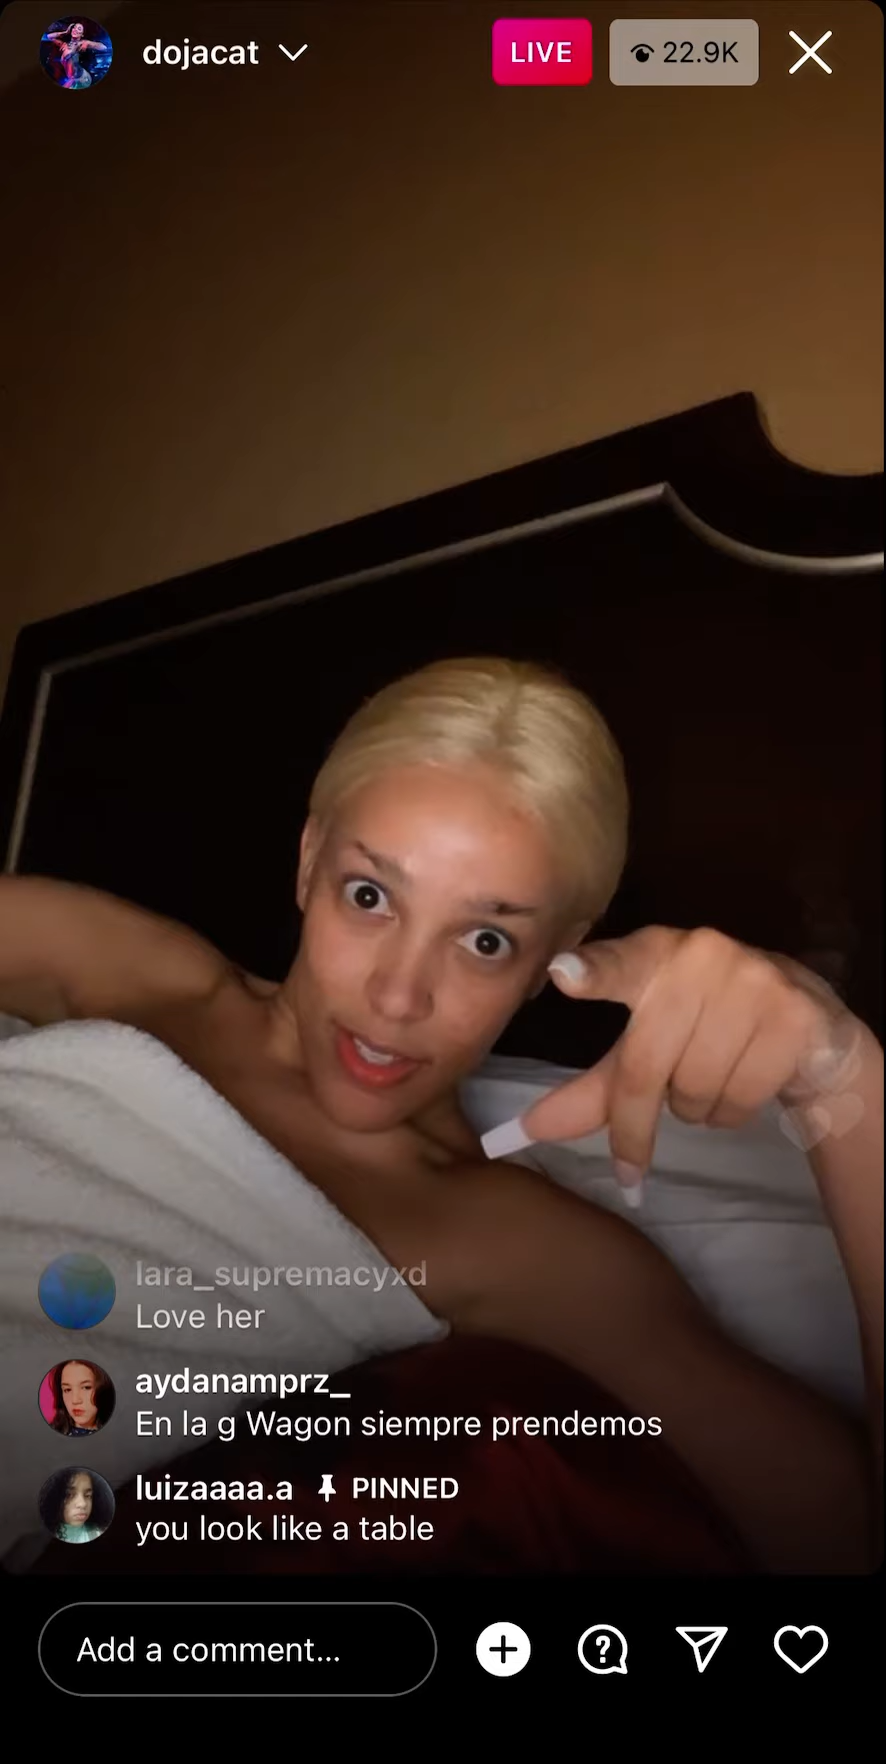 dojacat
LIVE
22.9K
lara_supremacyxd
Love her
aydanamprz_
En la g Wagon siempre prendemos
luizaaaa.a PINNED
you look like a table
Add a comment...
?